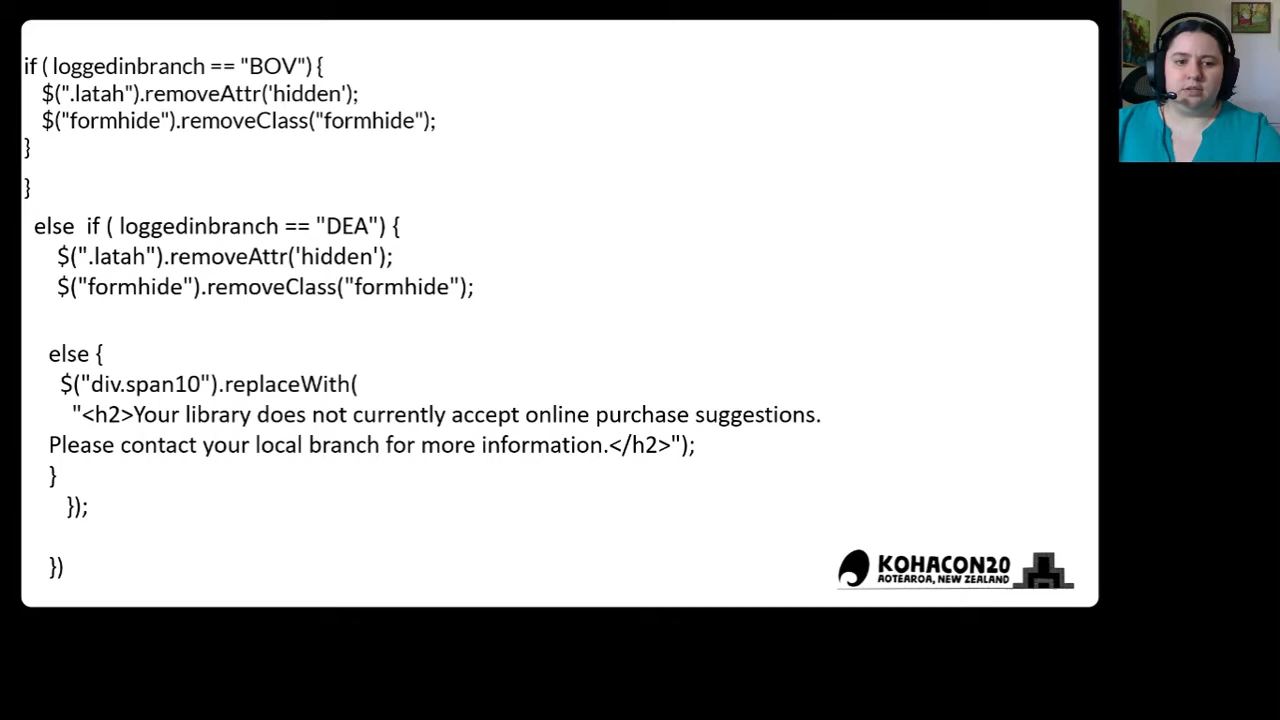 if ( loggedinbranch == "BOV") {
$(".latah").removeAttr('hidden');
$("formhide").removeClass("formhide");
}
}
else  if ( loggedinbranch == "DEA") {
$(".latah").removeAttr('hidden');
$("formhide").removeClass("formhide");
else {
$("div.span10").replaceWith(
"<h2>Your library does not currently accept online purchase suggestions.
Please contact your local branch for more information.</h2>");
}
});
})
KOHACON20
AOTEAROA, NEW ZEALAND